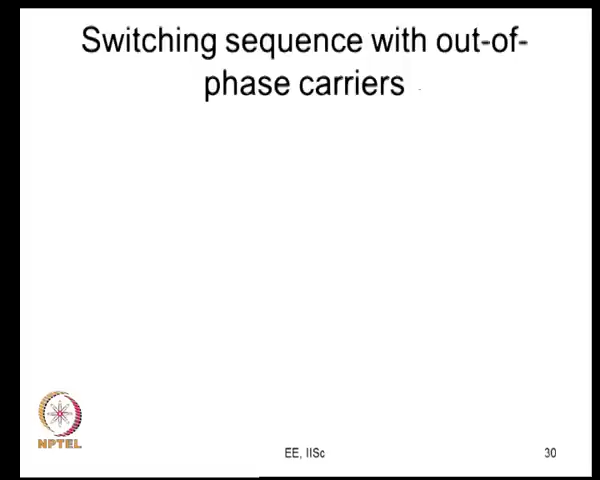 Switching sequence with out-of-
phase carriers
NPTEL
EE, IISc
30